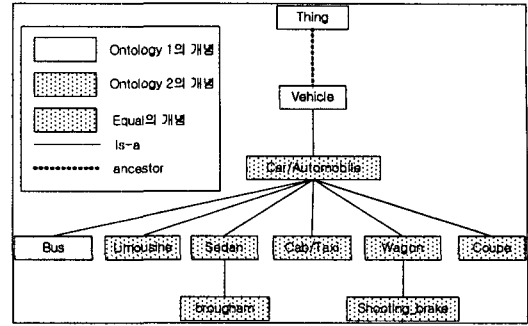 Thing
Ontology 1의 개념
Ontology 2의 개념
Equal의 개념
is-a
ancestor
Vehicle
Car/Automobile
Bus Limousine Sedan Cab/Taxi Wagon Coupe
brougham Shooting_brake